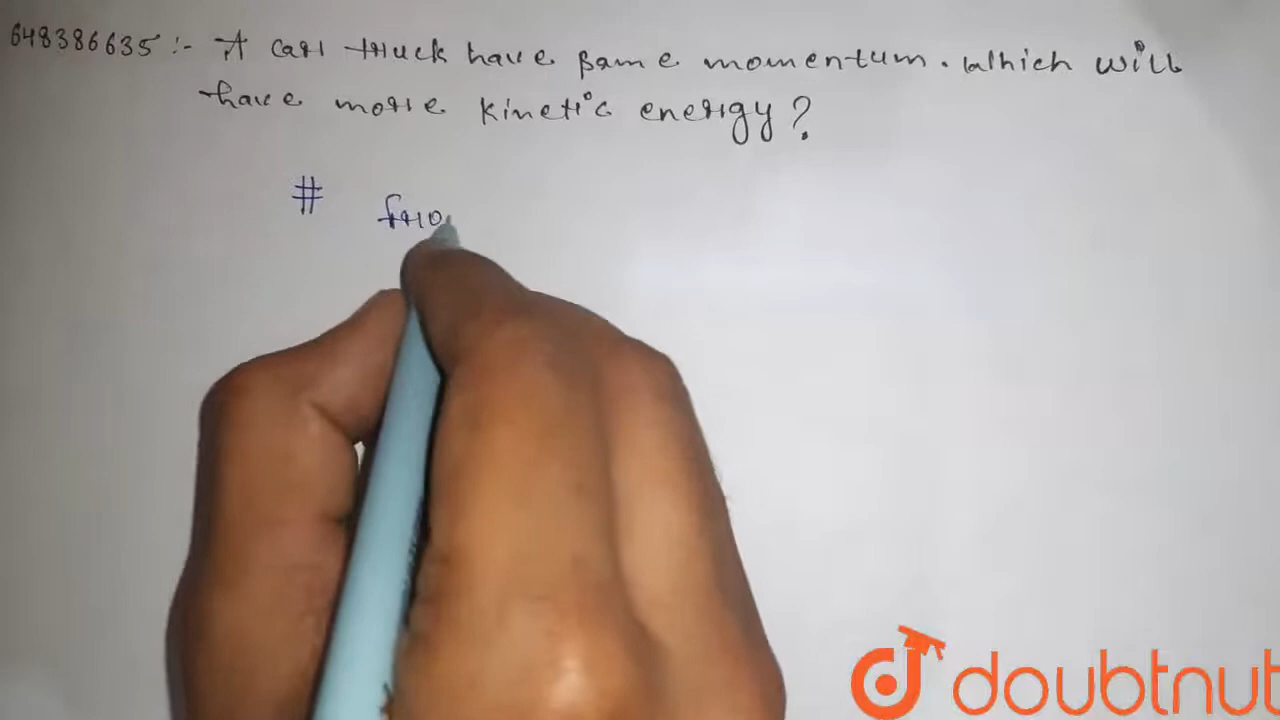 648386635 :- A car truck have same momentum. Which will
have more kinetic energy?
# fro
doubtnut